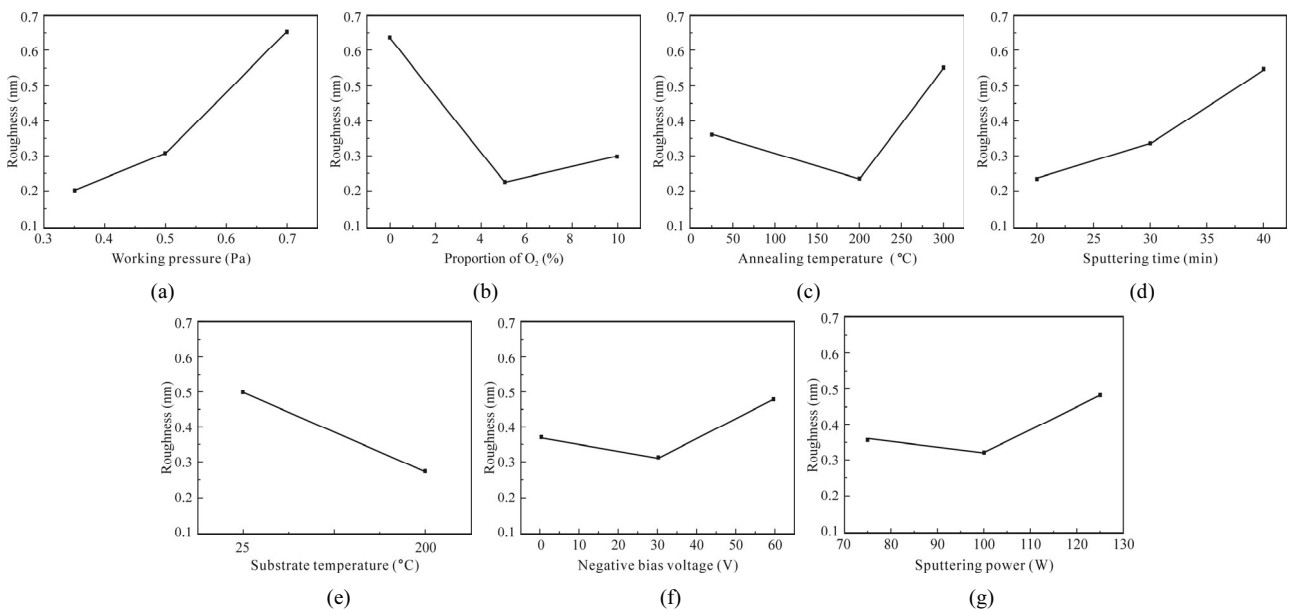 0.7
0.6
0.5
0.4
0.3
0.2
0.1
Roughness (nm)
0.3 0.4 0.5 0.6 0.7
Working pressure (Pa)
(a)
0.7
0.6
0.5
0.4
0.3
0.2
0.1
Roughness (nm)
0 2 4 6 8 10
Proportion of O₂ (%)
(b)
0.7
0.6
0.5
0.4
0.3
0.2
0.1
Roughness (nm)
0 50 100 150 200 250 300
Annealing temperature (℃)
(c)
0.7
0.6
0.5
0.4
0.3
0.2
0.1
Roughness (nm)
20 25 30 35 40
Sputtering time (min)
(d)
0.7
0.6
0.5
0.4
0.3
0.2
0.1
Roughness (nm)
25 200
Substrate temperature (°C)
(e)
0.7
0.6
0.5
0.4
0.3
0.2
0.1
Roughness (nm)
0 10 20 30 40 50 60
Negative bias voltage (V)
(f)
0.7
0.6
0.5
0.4
0.3
0.2
0.1
Roughness (nm)
70 80 90 100 110 120 130
Sputtering power (W)
(g)